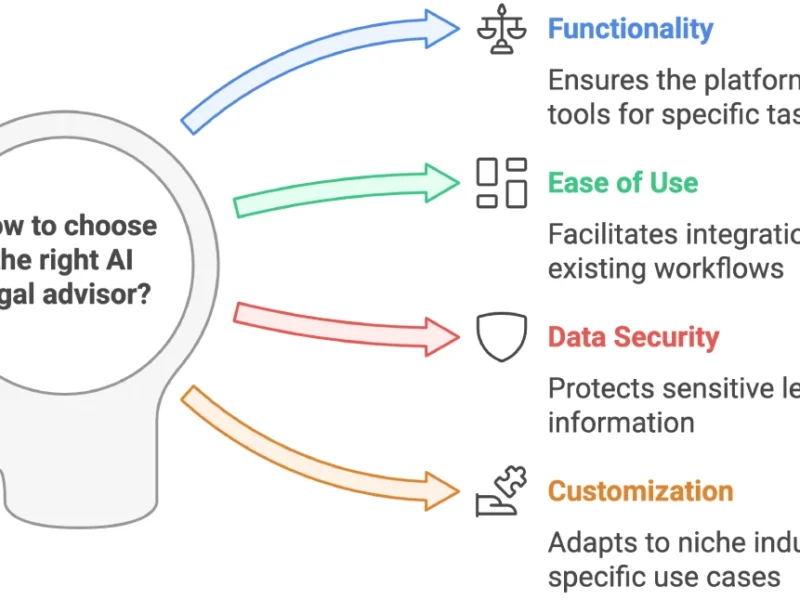 ow to choose
he right AI
gal advisor?
Functionality
Ensures the platfor
tools for specific tas
Ease of Use
Facilitates integratio
existing workflows
Data Security
Protects sensitive le
information
Customization
Adapts to niche indu
specific use cases